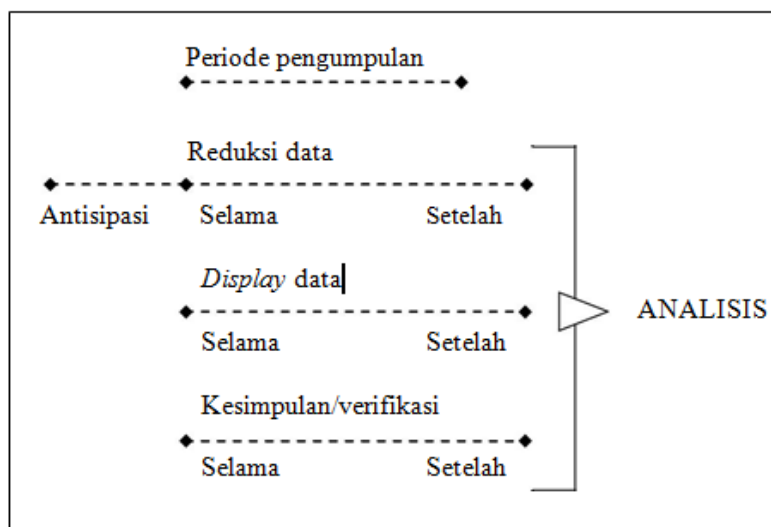 Periode pengumpulan
Reduksi data
Antisipasi Selama Setelah
Display data
Selama Setelah
ANALISIS
Kesimpulan/verifikasi
Selama Setelah